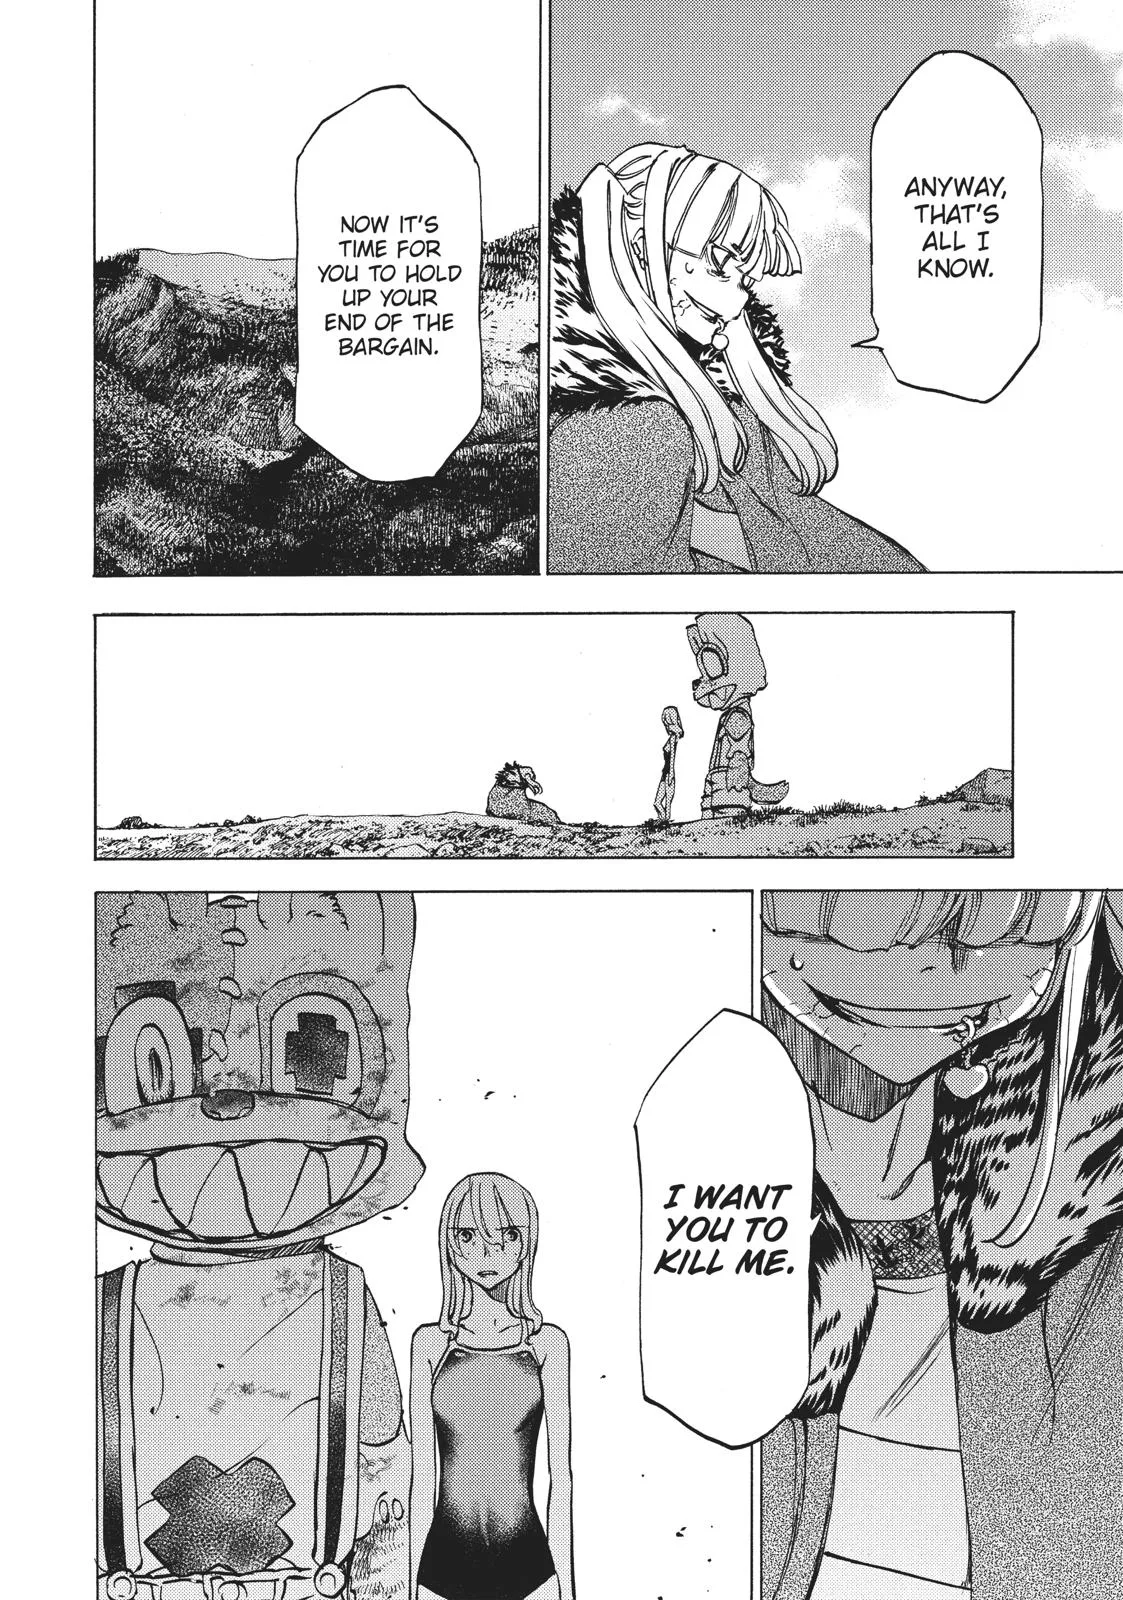 ANYWAY,
THAT'S
ALL I
KNOW.
NOW IT'S
TIME FOR
YOU TO HOLD
UP YOUR
END OF THE
BARGAIN.
I WANT
YOU TO
KILL ME.